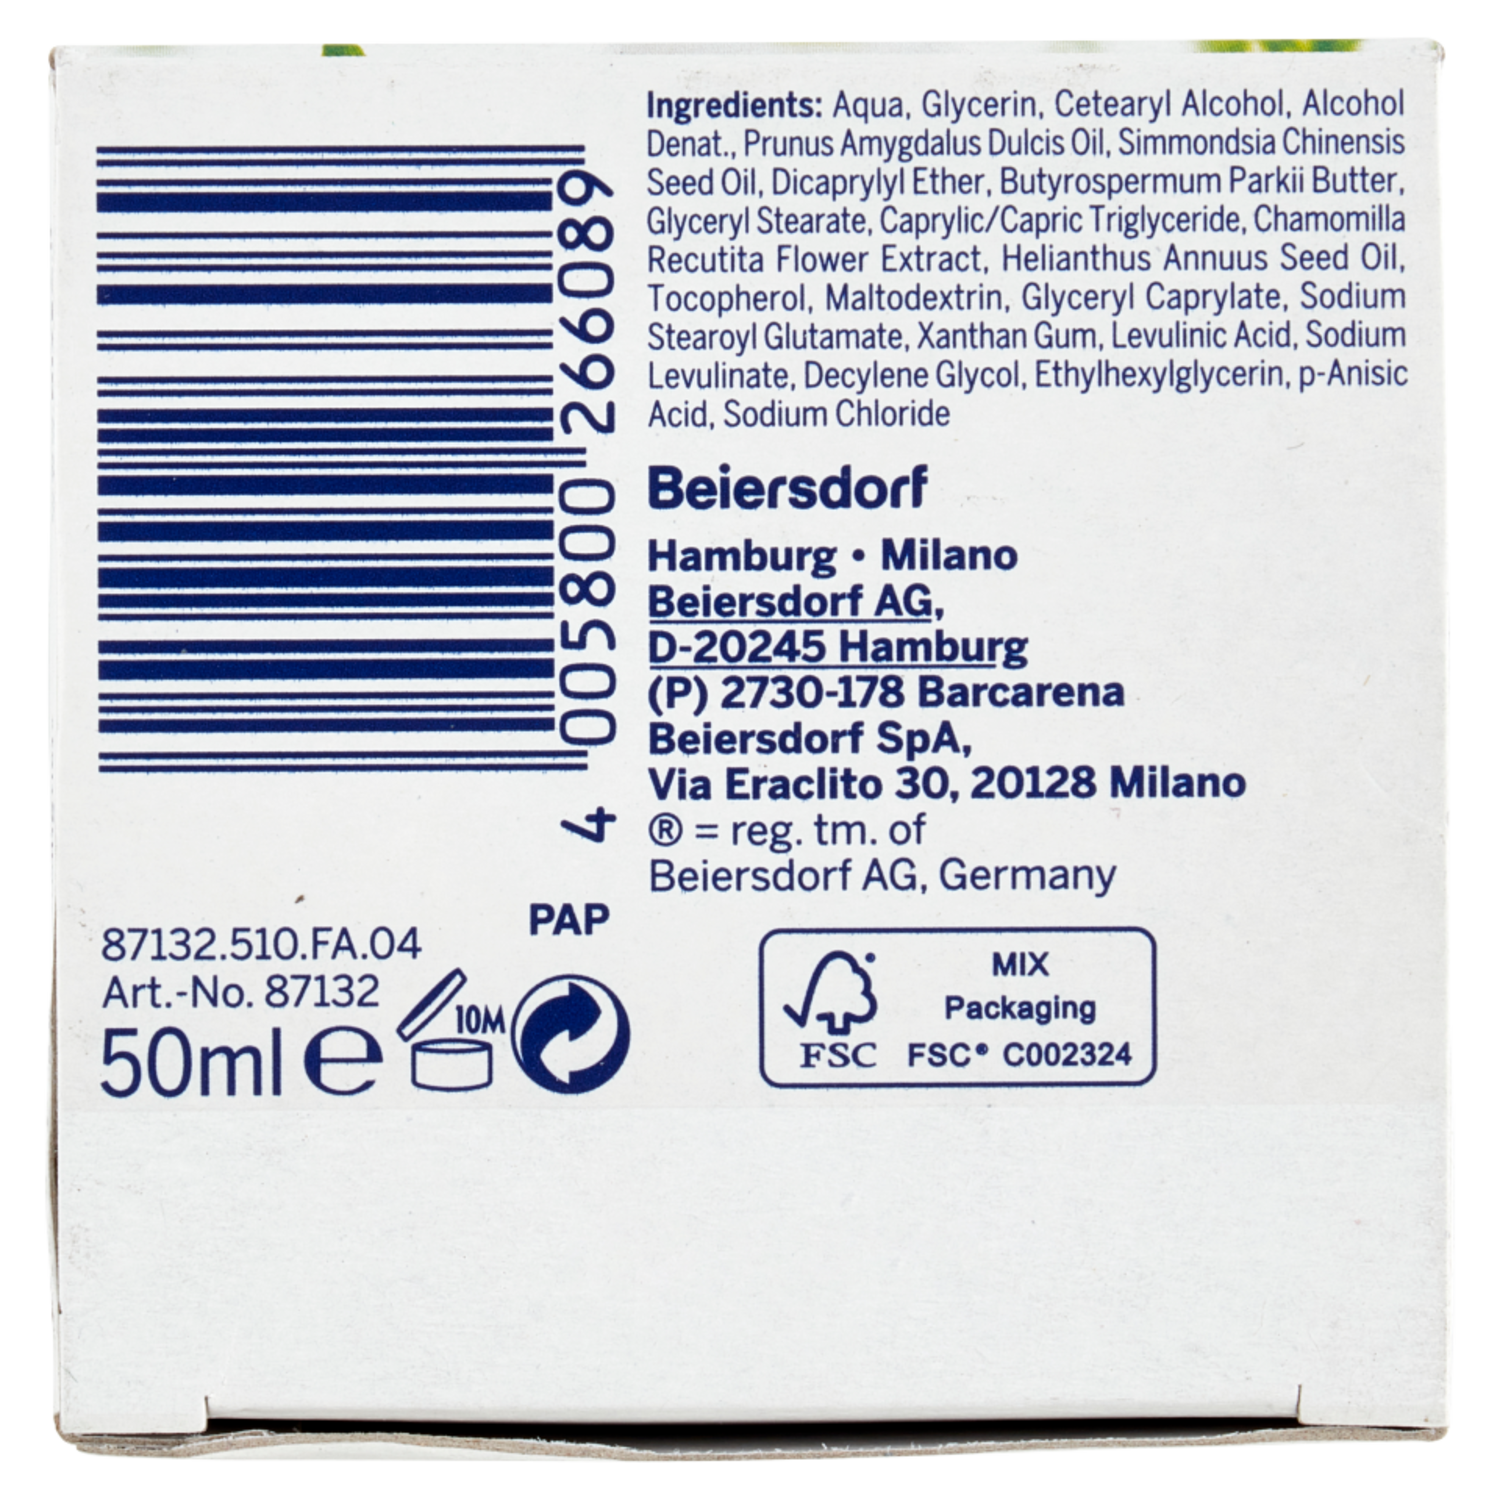 Ingredients: Aqua, Glycerin, Cetearyl Alcohol, Alcohol
Denat., Prunus Amygdalus Dulcis Oil, Simmondsia Chinensis
Seed Oil, Dicaprylyl Ether, Butyrospermum Parkii Butter,
Glyceryl Stearate, Caprylic/Capric Triglyceride, Chamomilla
Recutita Flower Extract, Helianthus Annuus Seed Oil,
Tocopherol, Maltodextrin, Glyceryl Caprylate, Sodium
Stearoyl Glutamate, Xanthan Gum, Levulinic Acid, Sodium
Levulinate, Decylene Glycol, Ethylhexylglycerin, p-Anisic
Acid, Sodium Chloride
Beiersdorf
Hamburg • Milano
Beiersdorf AG,
D-20245 Hamburg
(P) 2730-178 Barcarena
Beiersdorf SpA,
Via Eraclito 30, 20128 Milano
® = reg. tm. of
Beiersdorf AG, Germany
4 005800 266089
PAP
87132.510.FA.04
Art.-No. 87132
50ml e
10M
FSC
MIX
Packaging
FSC® C002324